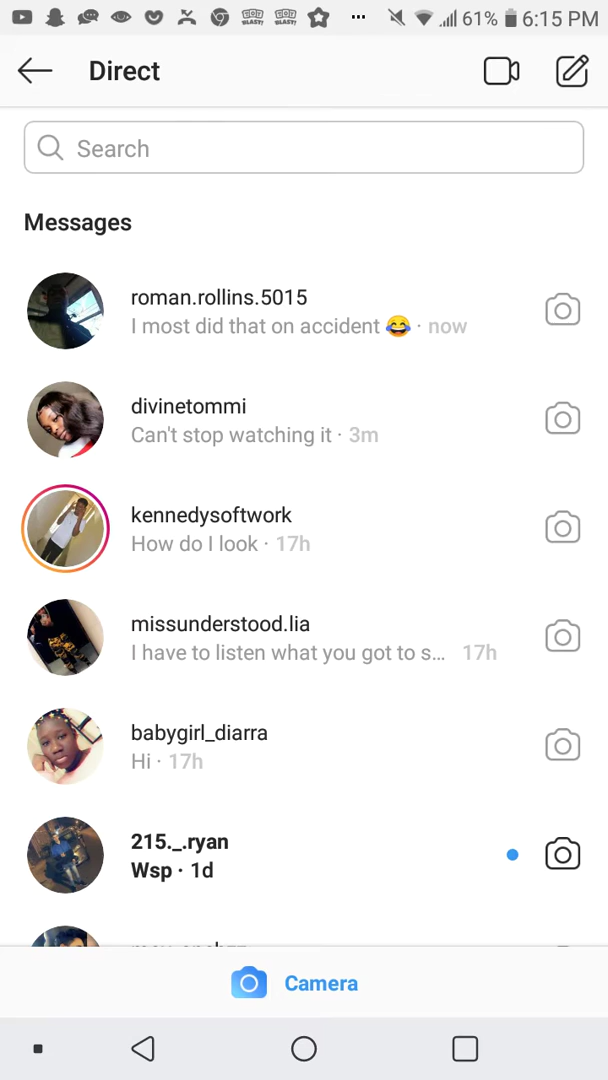 61% 6:15 PM
Direct
Search
Messages
roman.rollins.5015
I most did that on accident 😂 · now
divinetommi
Can't stop watching it · 3m
kennedysoftwork
How do I look · 17h
missunderstood.lia
I have to listen what you got to s... 17h
babygirl_diarra
Hi · 17h
215._.ryan
Wsp · 1d
Camera